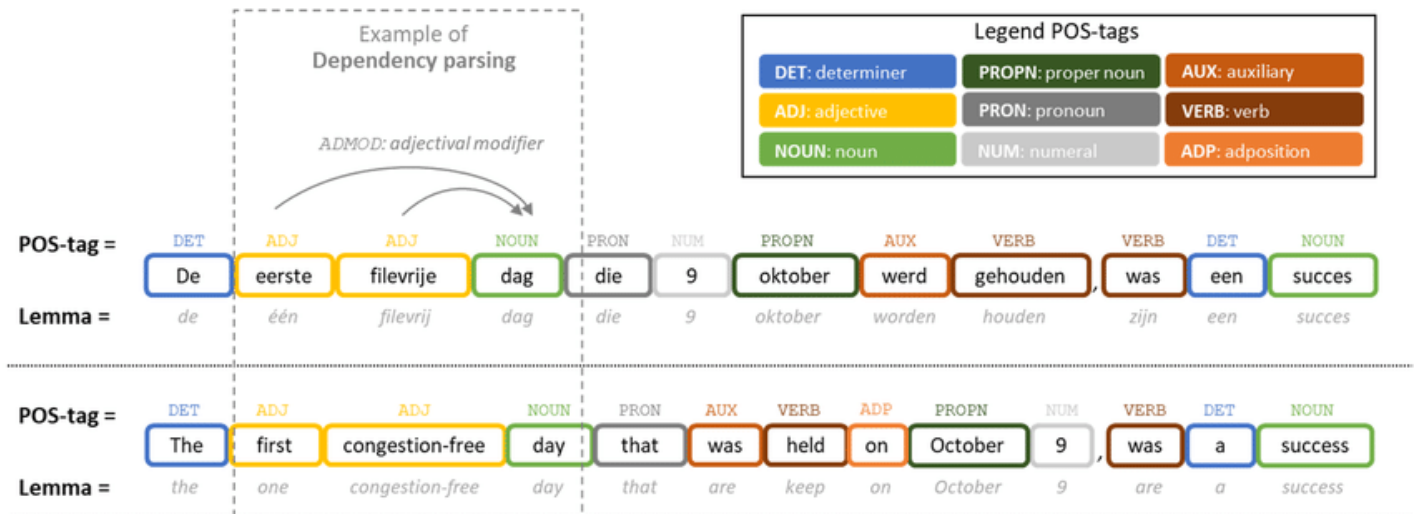 Example of
Dependency parsing
ADMOD: adjectival modifier
Legend POS-tags
DET: determiner PROPN: proper noun AUX: auxiliary
ADJ: adjective PRON: pronoun VERB: verb
NOUN: noun NUM: numeral ADP: adposition
POS-tag = DET ADJ ADJ NOUN PRON NUM PROPN AUX VERB VERB DET NOUN
De eerste filevrije dag die 9 oktober werd gehouden , was een succes
Lemma = de één filevrij dag die 9 oktober worden houden zijn een succes
POS-tag = DET ADJ ADJ NOUN PRON AUX VERB ADP PROPN NUM VERB DET NOUN
The first congestion-free day that was held on October 9 , was a success
Lemma = the one congestion-free day that are keep on October 9 are a success